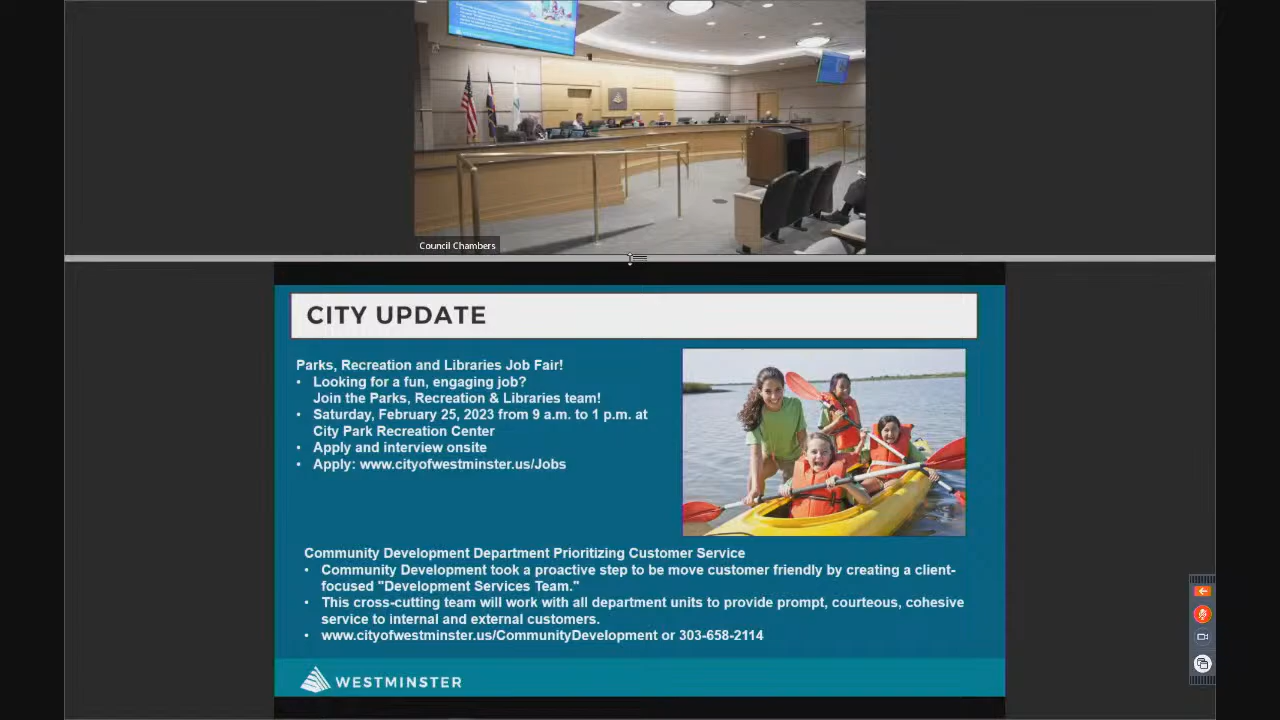 Council Chambers
CITY UPDATE
Parks, Recreation and Libraries Job Fair!
• Looking for a fun, engaging job?
Join the Parks, Recreation & Libraries team!
• Saturday, February 25, 2023 from 9 a.m. to 1 p.m. at
City Park Recreation Center
• Apply and interview onsite
• Apply: www.cityofwestminster.us/Jobs
Community Development Department Prioritizing Customer Service
• Community Development took a proactive step to be move customer friendly by creating a client-
focused "Development Services Team."
• This cross-cutting team will work with all department units to provide prompt, courteous, cohesive
service to internal and external customers.
• www.cityofwestminster.us/CommunityDevelopment or 303-658-2114
WESTMINSTER